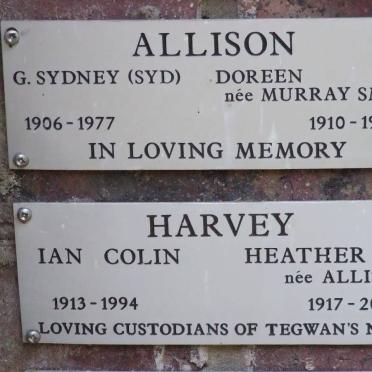 ALLISON
G. SYDNEY (SYD) DOREEN
née MURRAY
1906 - 1977 1910 -
IN LOVING MEMORY
HARVEY
IAN COLIN HEATHER
née
1913 - 1994 1917 -
LOVING CUSTODIANS OF TEGWAN'S